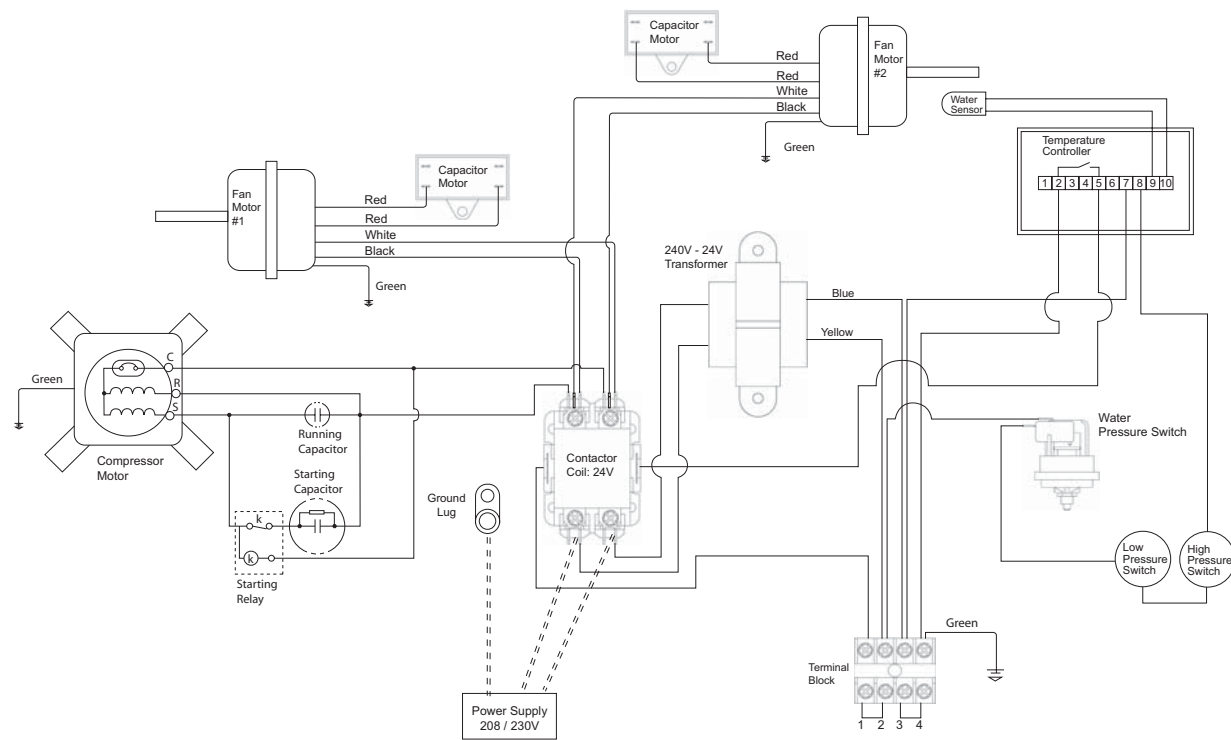 Capacitor
Motor
Red
Red
White
Black
Green
Fan
Motor
#2
Water
Sensor
Temperature
Controller
1 2 3 4 5 6 7 8 9 10
Capacitor
Motor
Fan
Motor
#1
Red
Red
White
Black
Green
240V - 24V
Transformer
Blue
Yellow
Green
C
R
S
Compressor
Motor
Running
Capacitor
Starting
Capacitor
k
k
Starting
Relay
Ground
Lug
Contactor
Coil: 24V
Water
Pressure Switch
Low
Pressure
Switch
High
Pressure
Switch
Green
Terminal
Block
1 2 3 4
Power Supply
208 / 230V